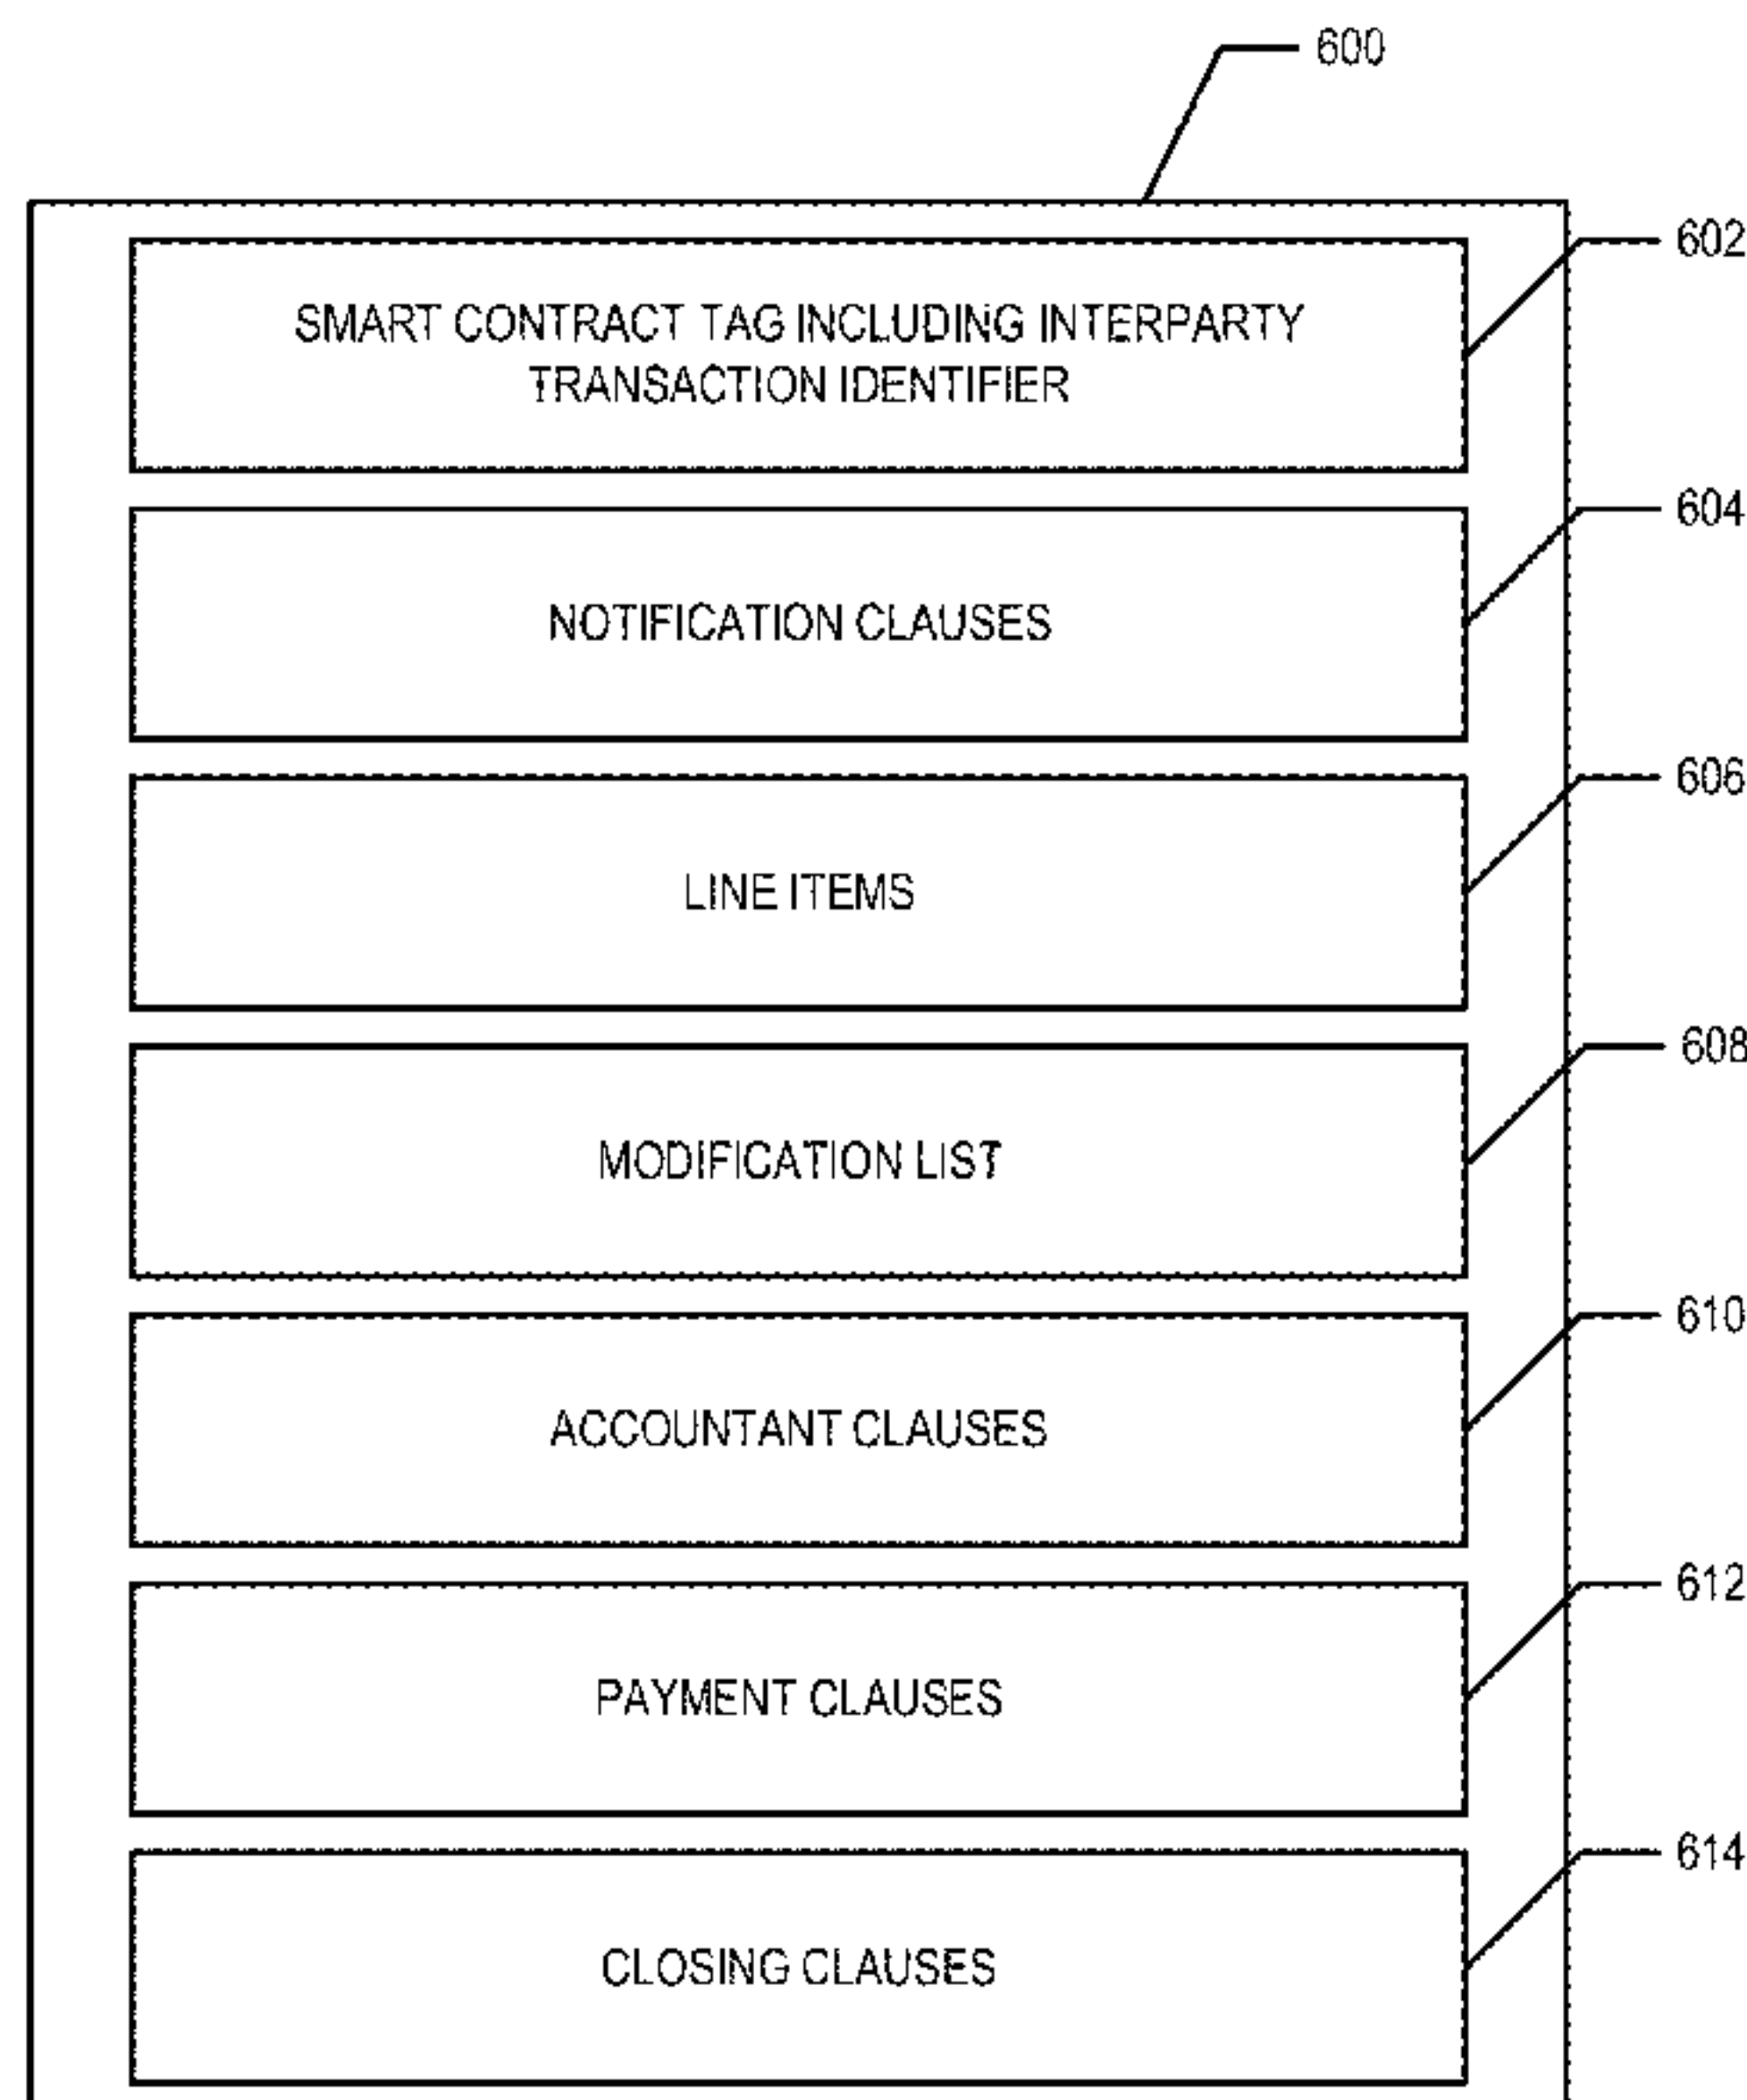 600
602
SMART CONTRACT TAG INCLUDING INTERPARTY
TRANSACTION IDENTIFIER
604
NOTIFICATION CLAUSES
606
LINE ITEMS
608
MODIFICATION LIST
610
ACCOUNTANT CLAUSES
612
PAYMENT CLAUSES
614
CLOSING CLAUSES